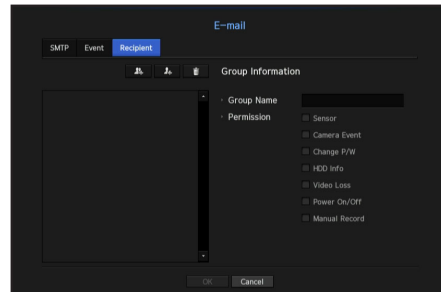 E-mail
SMTP Event Recipient
Group Information
Group Name
Permission
Sensor
Camera Event
Change P/W
HDD Info
Video Loss
Power On/Off
Manual Record
OK Cancel